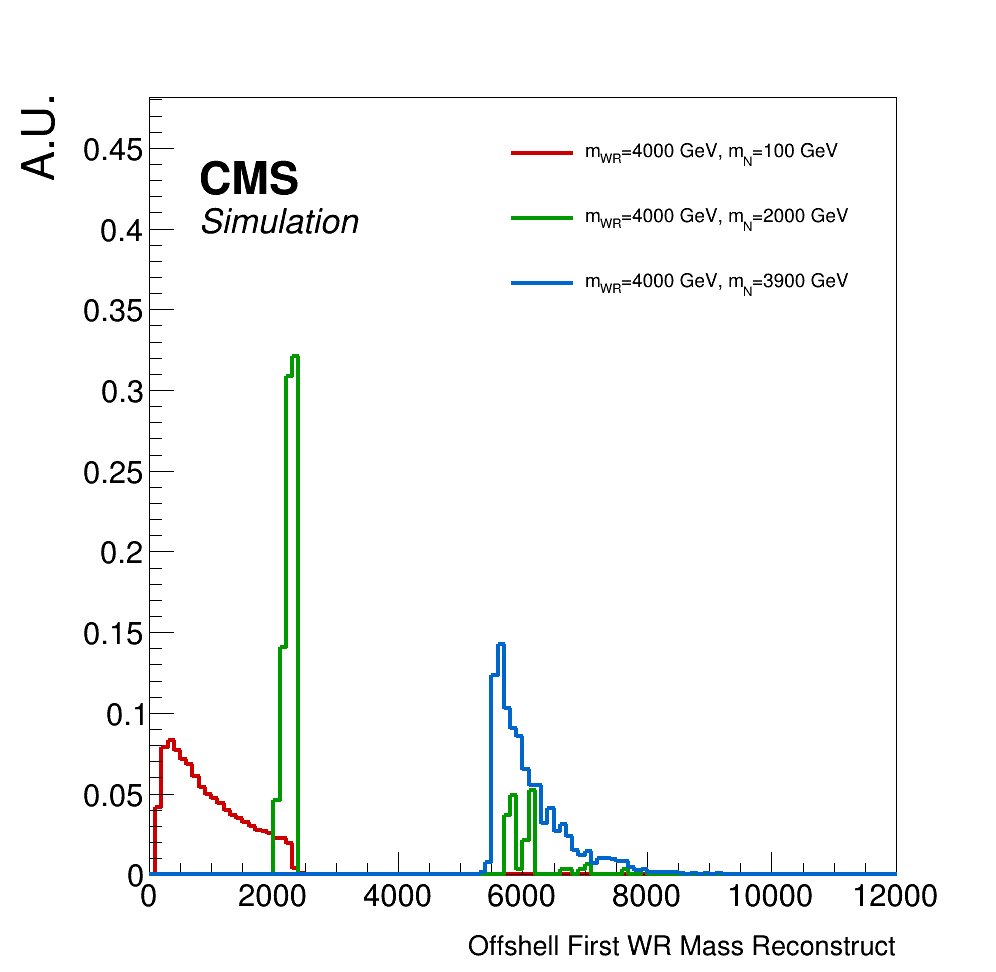 A.U.
CMS
Simulation
m_WR=4000 GeV, m_N=100 GeV
m_WR=4000 GeV, m_N=2000 GeV
m_WR=4000 GeV, m_N=3900 GeV
0.45
0.4
0.35
0.3
0.25
0.2
0.15
0.1
0.05
0
0 2000 4000 6000 8000 10000 12000
Offshell First WR Mass Reconstruct